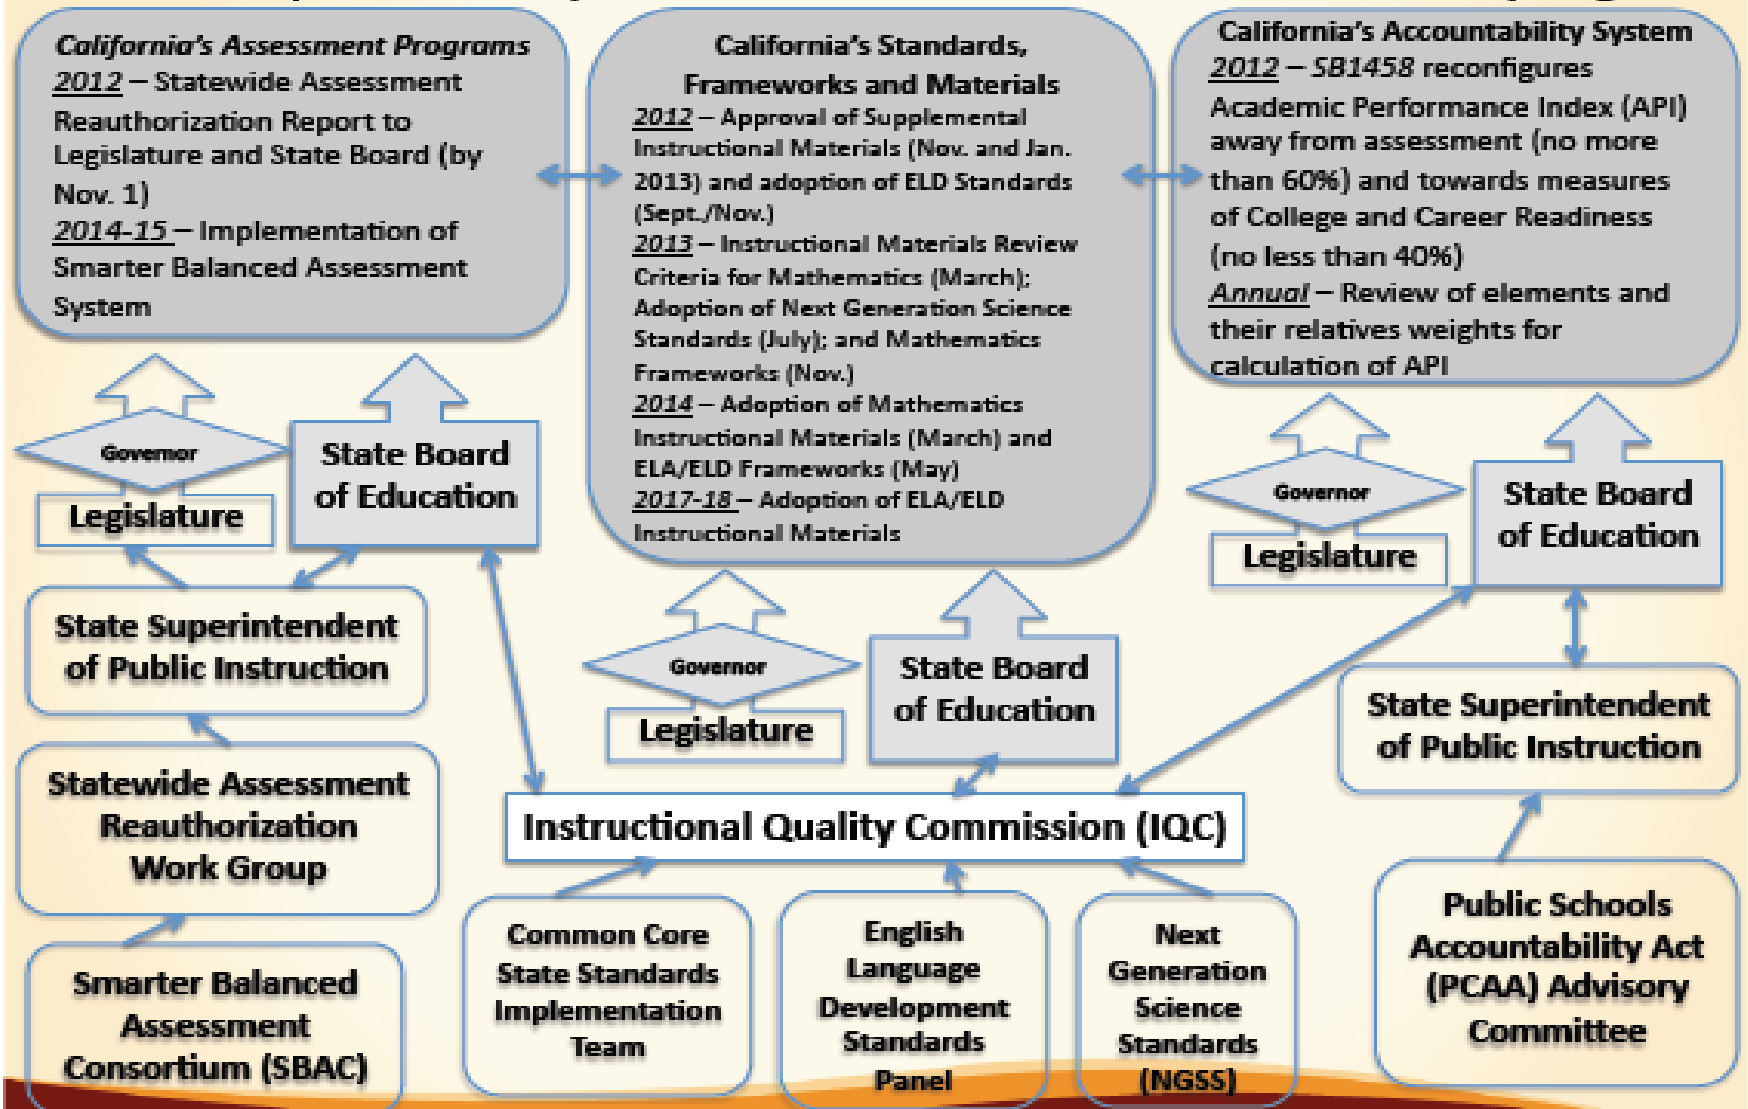 California's Assessment Programs
2012 – Statewide Assessment
Reauthorization Report to
Legislature and State Board (by
Nov. 1)
2014-15 – Implementation of
Smarter Balanced Assessment
System
California's Standards,
Frameworks and Materials
2012 – Approval of Supplemental
Instructional Materials (Nov. and Jan.
2013) and adoption of ELD Standards
(Sept./Nov.)
2013 – Instructional Materials Review
Criteria for Mathematics (March);
Adoption of Next Generation Science
Standards (July); and Mathematics
Frameworks (Nov.)
2014 – Adoption of Mathematics
Instructional Materials (March) and
ELA/ELD Frameworks (May)
2017-18 – Adoption of ELA/ELD
Instructional Materials
California's Accountability System
2012 – SB1458 reconfigures
Academic Performance Index (API)
away from assessment (no more
than 60%) and towards measures
of College and Career Readiness
(no less than 40%)
Annual – Review of elements and
their relatives weights for
calculation of API
Governor
Legislature
State Board
of Education
State Superintendent
of Public Instruction
Statewide Assessment
Reauthorization
Work Group
Smarter Balanced
Assessment
Consortium (SBAC)
Governor
Legislature
State Board
of Education
Instructional Quality Commission (IQC)
Common Core
State Standards
Implementation
Team
English
Language
Development
Standards
Panel
Next
Generation
Science
Standards
(NGSS)
Governor
Legislature
State Board
of Education
State Superintendent
of Public Instruction
Public Schools
Accountability Act
(PCAA) Advisory
Committee